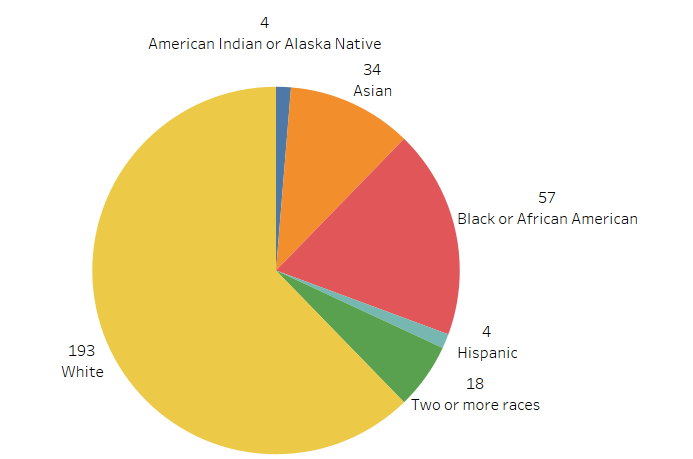 4
American Indian or Alaska Native
34
Asian
57
Black or African American
4
Hispanic
18
Two or more races
193
White